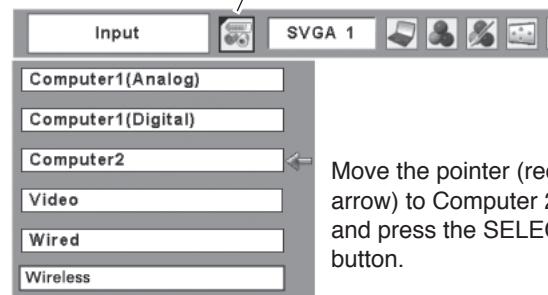 Input SVGA 1
Computer1(Analog)
Computer1(Digital)
Computer2
Video
Wired
Wireless
Move the pointer
arrow) to Computer
and press the
button.